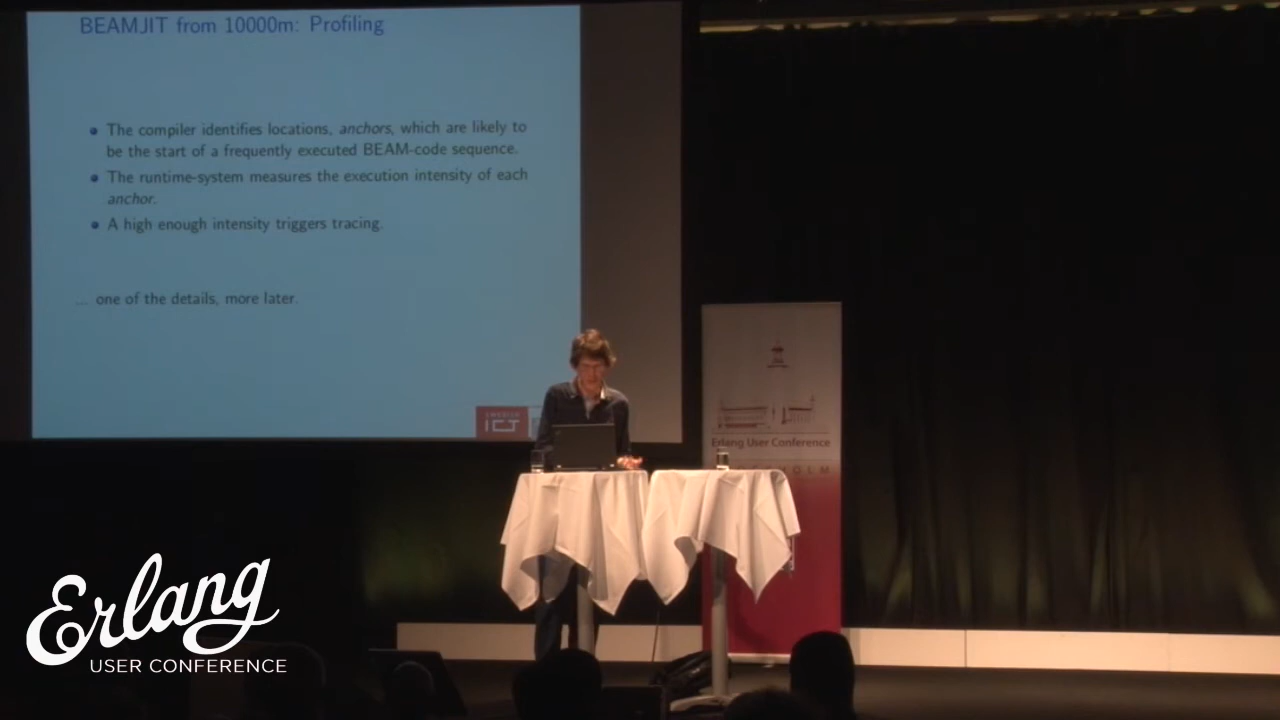 BEAMJIT from 10000m: Profiling
The compiler identifies locations, anchors, which are likely to
be the start of a frequently executed BEAM-code sequence.
The runtime-system measures the execution intensity of each
anchor.
A high enough intensity triggers tracing.
... one of the details, more later.
ICT
Erlang User Conference
Erlang
USER CONFERENCE